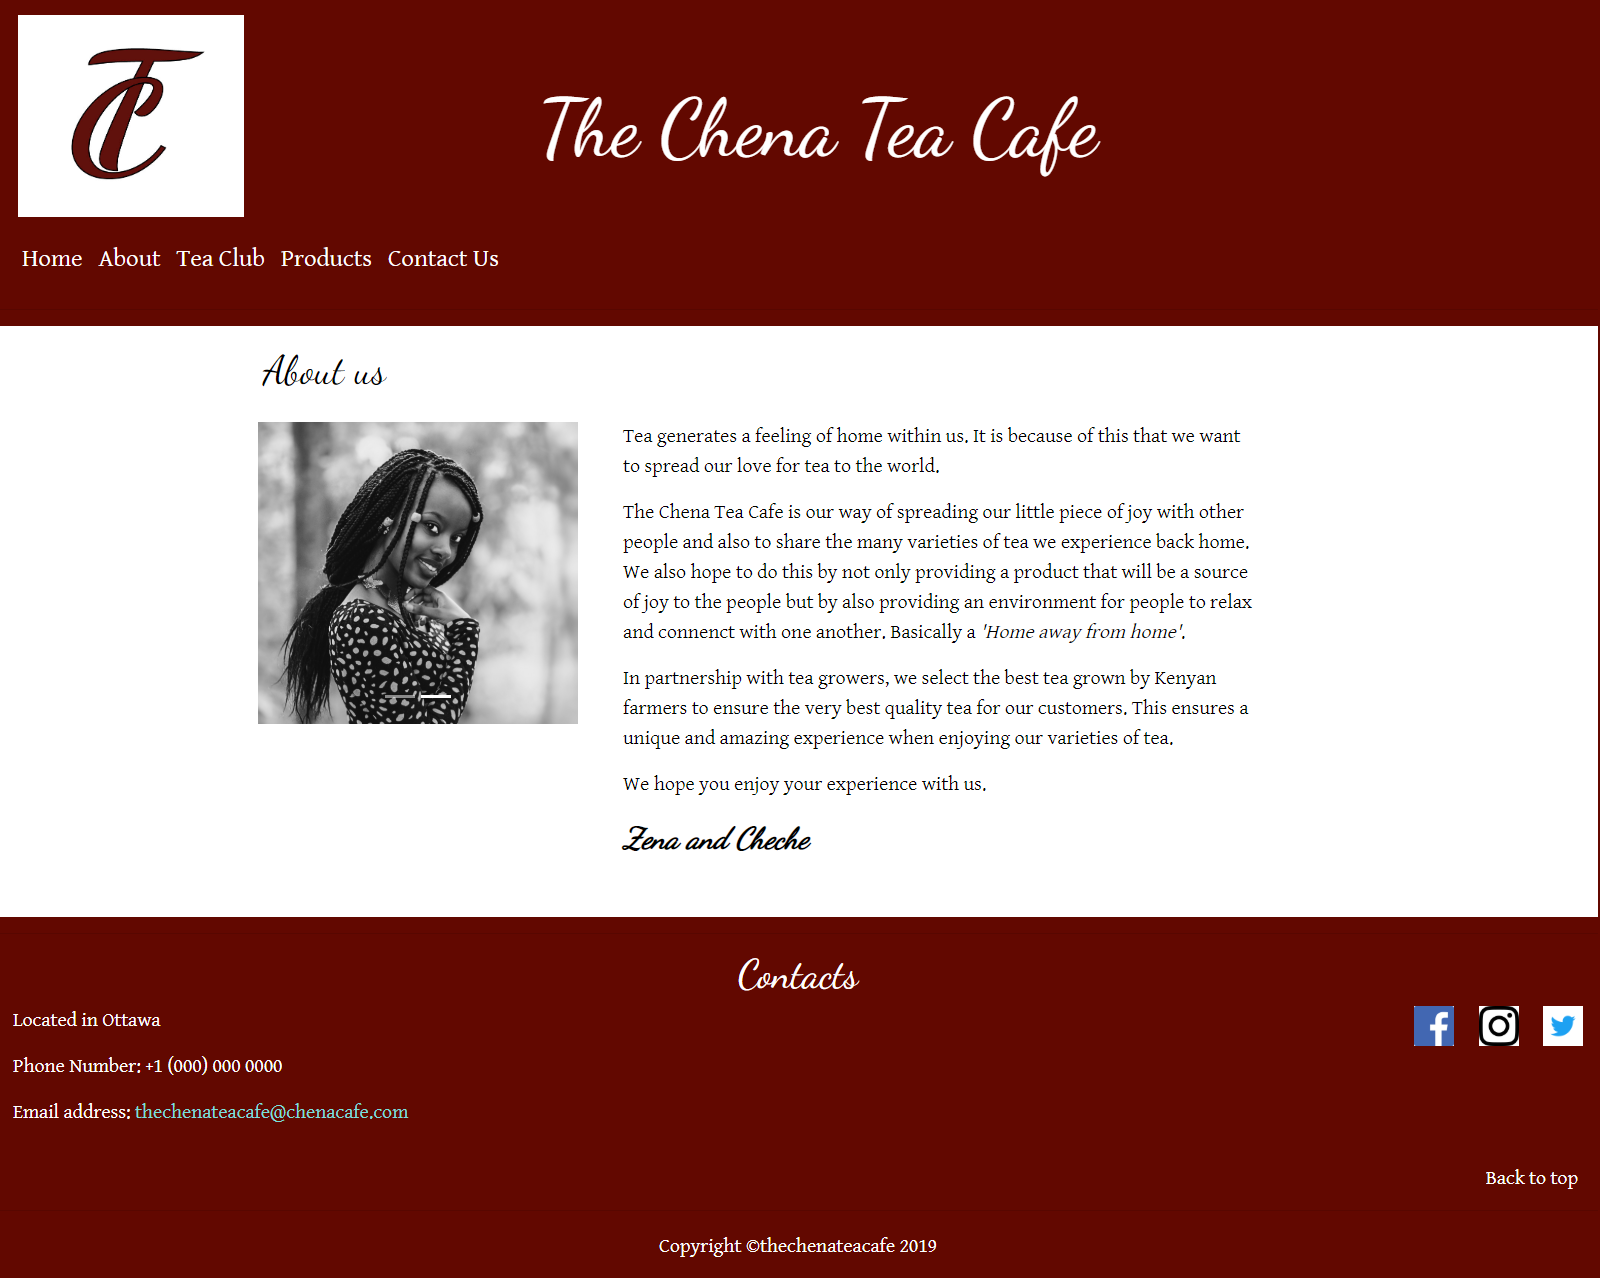 TC
The Chena Tea Cafe
Home About Tea Club Products Contact Us
About us
Tea generates a feeling of home within us. It is because of this that we want
to spread our love for tea to the world.
The Chena Tea Cafe is our way of spreading our little piece of joy with other
people and also to share the many varieties of tea we experience back home.
We also hope to do this by not only providing a product that will be a source
of joy to the people but by also providing an environment for people to relax
and connenct with one another. Basically a 'Home away from home'.
In partnership with tea growers, we select the best tea grown by Kenyan
farmers to ensure the very best quality tea for our customers. This ensures a
unique and amazing experience when enjoying our varieties of tea.
We hope you enjoy your experience with us.
Zena and Cheche
Contacts
Located in Ottawa
Phone Number: +1 (000) 000 0000
Email address: thechenateacafe@chenacafe.com
Back to top
Copyright ©thechenateacafe 2019